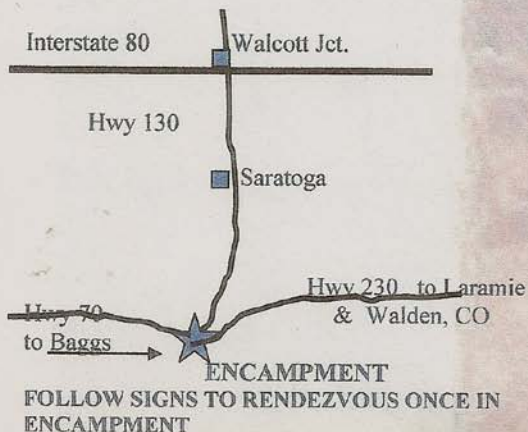 Interstate 80
Walcott Jct.
Hwy 130
Saratoga
Hwy 230 to Laramie
& Walden, CO
Hwy 70
to Baggs
ENCAMPMENT
FOLLOW SIGNS TO RENDEZVOUS ONCE IN
ENCAMPMENT